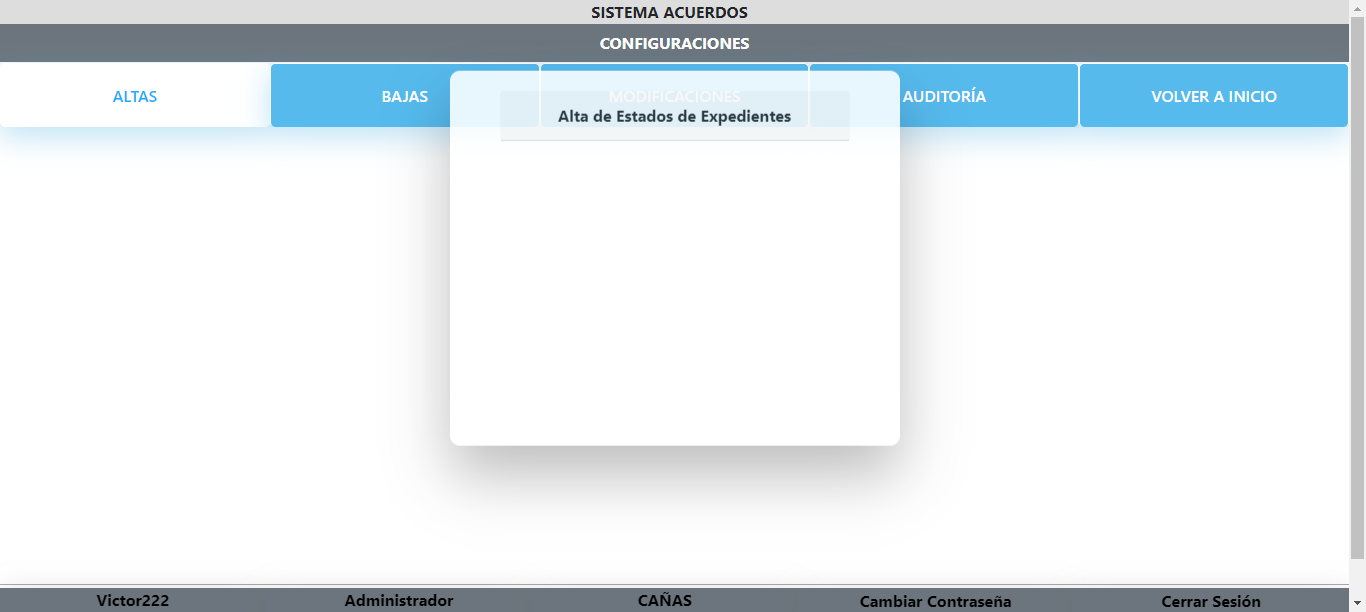 SISTEMA ACUERDOS
CONFIGURACIONES
ALTAS
BAJAS
MODIFICACIONES
AUDITORÍA
VOLVER A INICIO
Alta de Estados de Expedientes
Victor222
Administrador
CAÑAS
Cambiar Contraseña
Cerrar Sesión